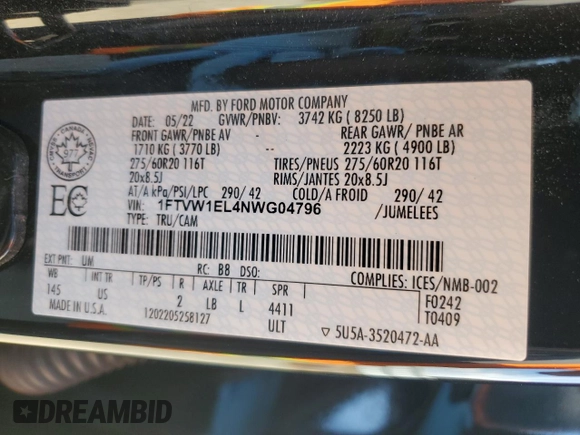 MFD. BY FORD MOTOR COMPANY
DATE: 05/22 GVWR/PNBV: 3742 KG ( 8250 LB)
FRONT GAWR/PNBE AV REAR GAWR/ PNBE AR
1710 KG ( 3770 LB) 2223 KG ( 4900 LB)
275/60R20 116T TIRES/PNEUS 275/60R20 116T
20x8.5J RIMS/JANTES 20x8.5J
AT/A kPa/PSI/LPC 290/ 42 COLD/A FROID 290/ 42
VIN: 1FTVW1EL4NWG04796 /JUMELEES
TYPE: TRU/CAM
CANADA
977
EC
EXT PNT: UM RC: B8 DSO: COMPLIES: ICES/NMB-002
WB INT TR TP/PS R AXLE TR SPR F0242
145 US 2 LB L 4411 T0409
MADE IN U.S.A. 1202205258127 ULT ▽ 5U5A-3520472-AA
DREAMBID